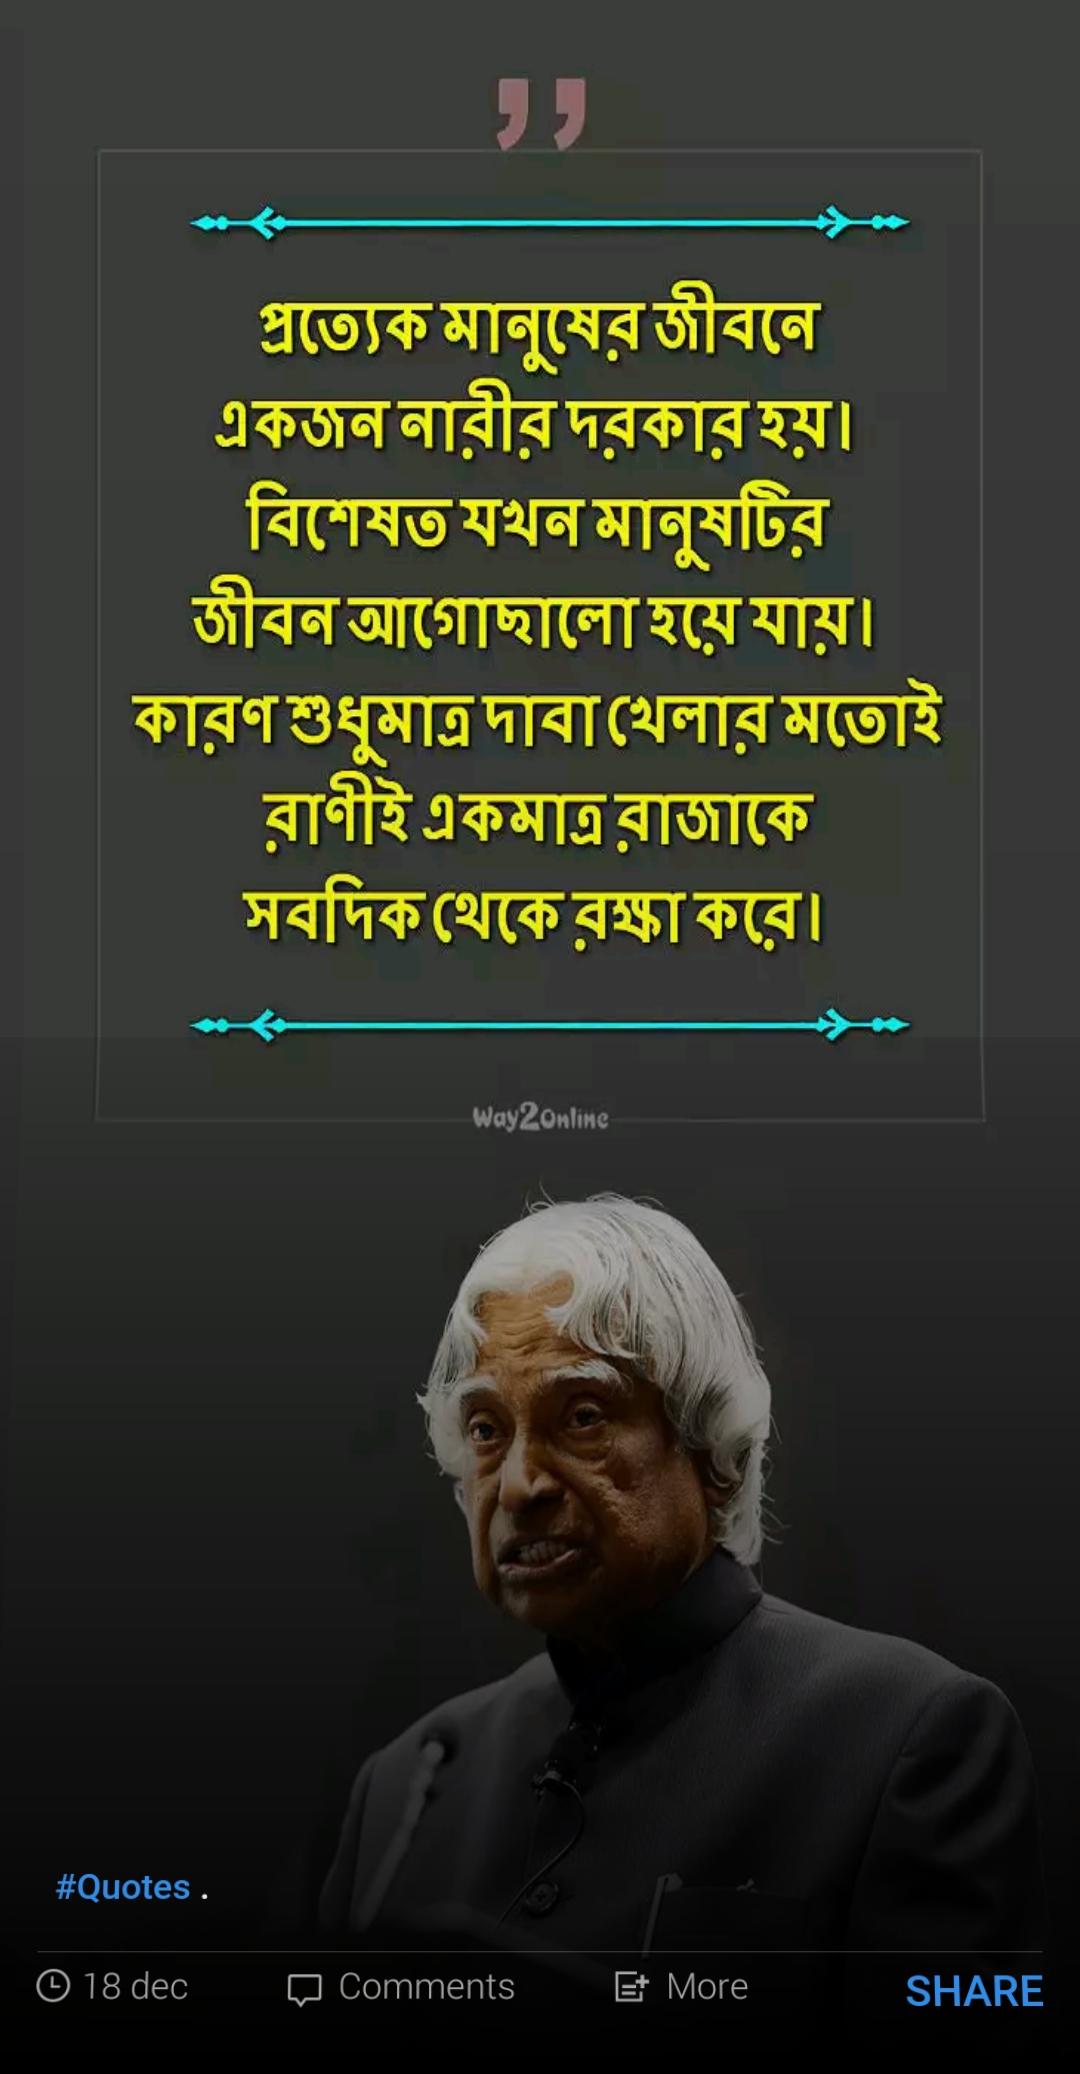 ”
প্রত্যেক মানুষের জীবনে
একজন নারীর দরকার হয়।
বিশেষত যখন মানুষটির
জীবন আগোছালো হয়ে যায়।
কারণ শুধুমাত্র দাবা খেলার মতোই
রাণীই একমাত্র রাজাকে
সবদিক থেকে রক্ষা করে।
Way2Online
#Quotes .
18 dec Comments More SHARE